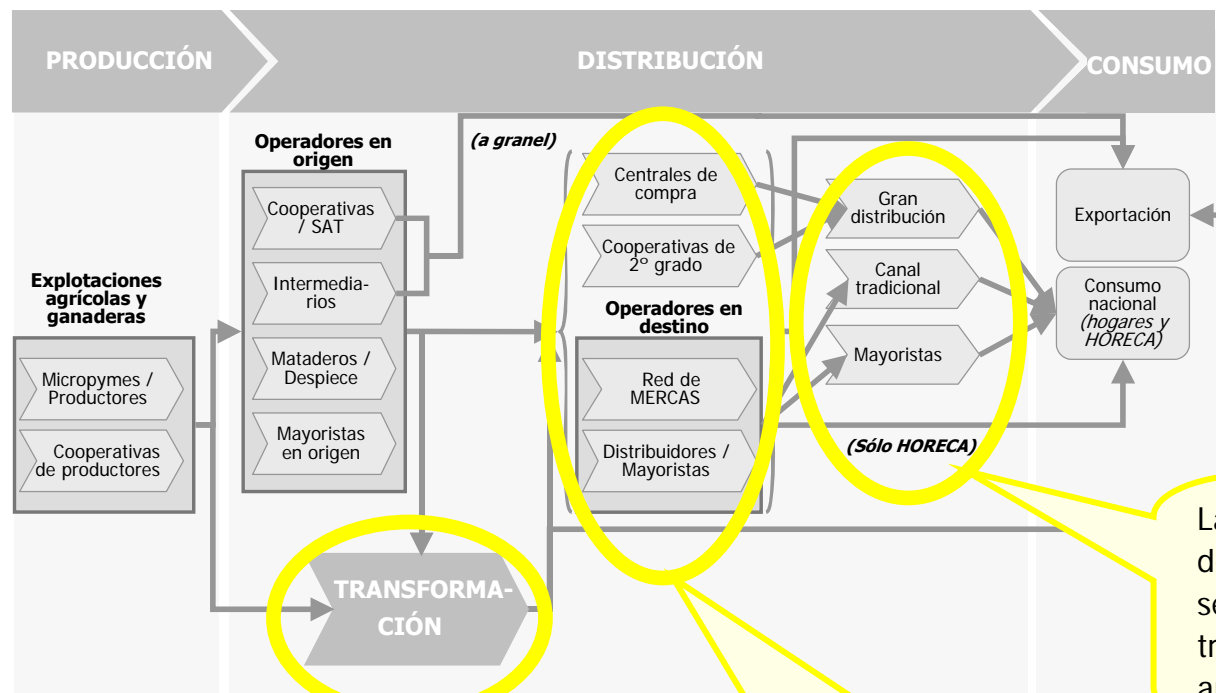 PRODUCCIÓN
DISTRIBUCIÓN
CONSUMO
Explotaciones
agrícolas y
ganaderas
Micropymes /
Productores
Cooperativas
de productores
Operadores en
origen
Cooperativas
/ SAT
Intermedia-
rios
Mataderos /
Despiece
Mayoristas
en origen
(a granel)
TRANSFORMA-
CIÓN
Centrales de
compra
Cooperativas de
2º grado
Operadores en
destino
Red de
MERCAS
Distribuidores /
Mayoristas
Gran
distribución
Canal
tradicional
Mayoristas
(Sólo HORECA)
Exportación
Consumo
nacional
(hogares y
HORECA)